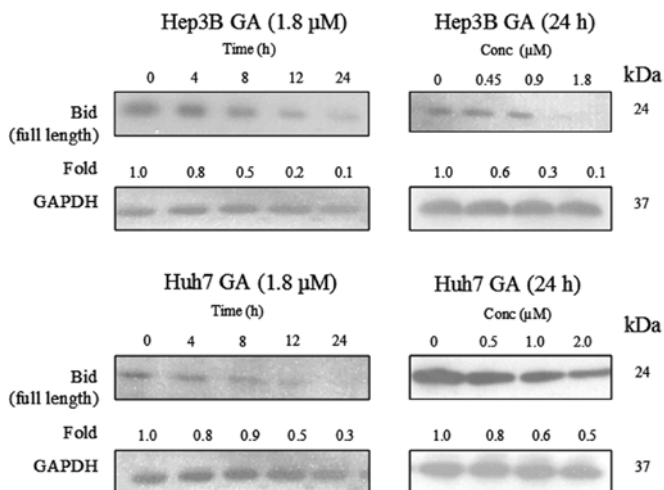 Hep3B GA (1.8 µM) Hep3B GA (24 h)
Time (h) Conc (µM)
0 4 8 12 24 0 0.45 0.9 1.8 kDa
Bid 24
(full length)
Fold 1.0 0.8 0.5 0.2 0.1 1.0 0.6 0.3 0.1
GAPDH 37
Huh7 GA (1.8 µM) Huh7 GA (24 h)
Time (h) Conc (µM)
0 4 8 12 24 0 0.5 1.0 2.0 kDa
Bid 24
(full length)
Fold 1.0 0.8 0.9 0.5 0.3 1.0 0.8 0.6 0.5
GAPDH 37